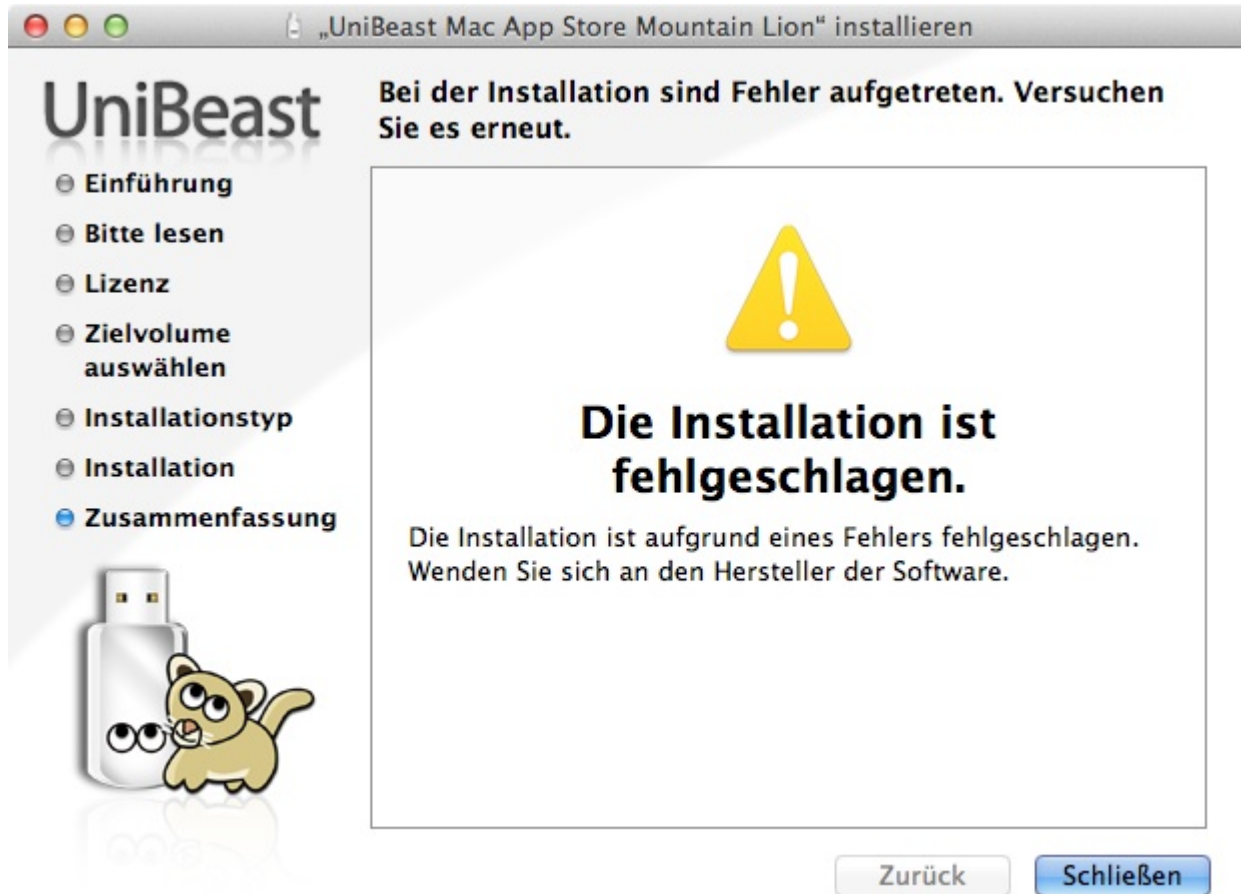 „UniBeast Mac App Store Mountain Lion“ installieren
UniBeast
Bei der Installation sind Fehler aufgetreten. Versuchen
Sie es erneut.
Einführung
Bitte lesen
Lizenz
Zielvolume
auswählen
Installationstyp
Installation
Zusammenfassung
Die Installation ist
fehlgeschlagen.
Die Installation ist aufgrund eines Fehlers fehlgeschlagen.
Wenden Sie sich an den Hersteller der Software.
Zurück
Schließen